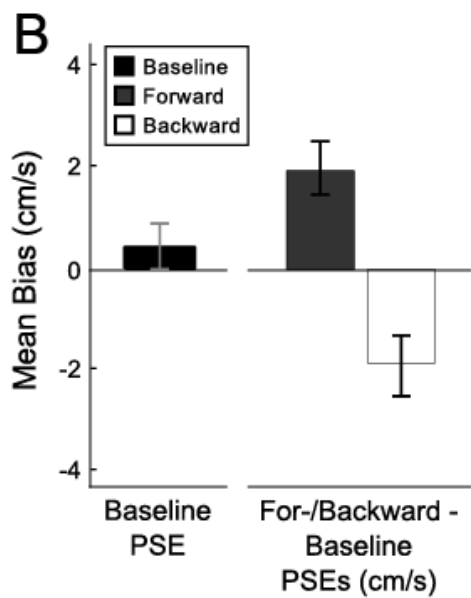 B
Baseline
Forward
Backward
Mean Bias (cm/s)
4
2
0
-2
-4
Baseline
PSE
For-/Backward -
Baseline
PSEs (cm/s)